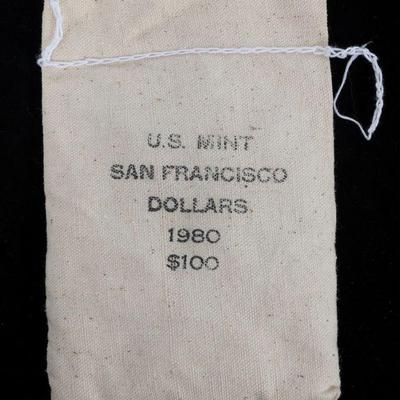 U.S. MINT
SAN FRANCISCO
DOLLARS
1980
$100